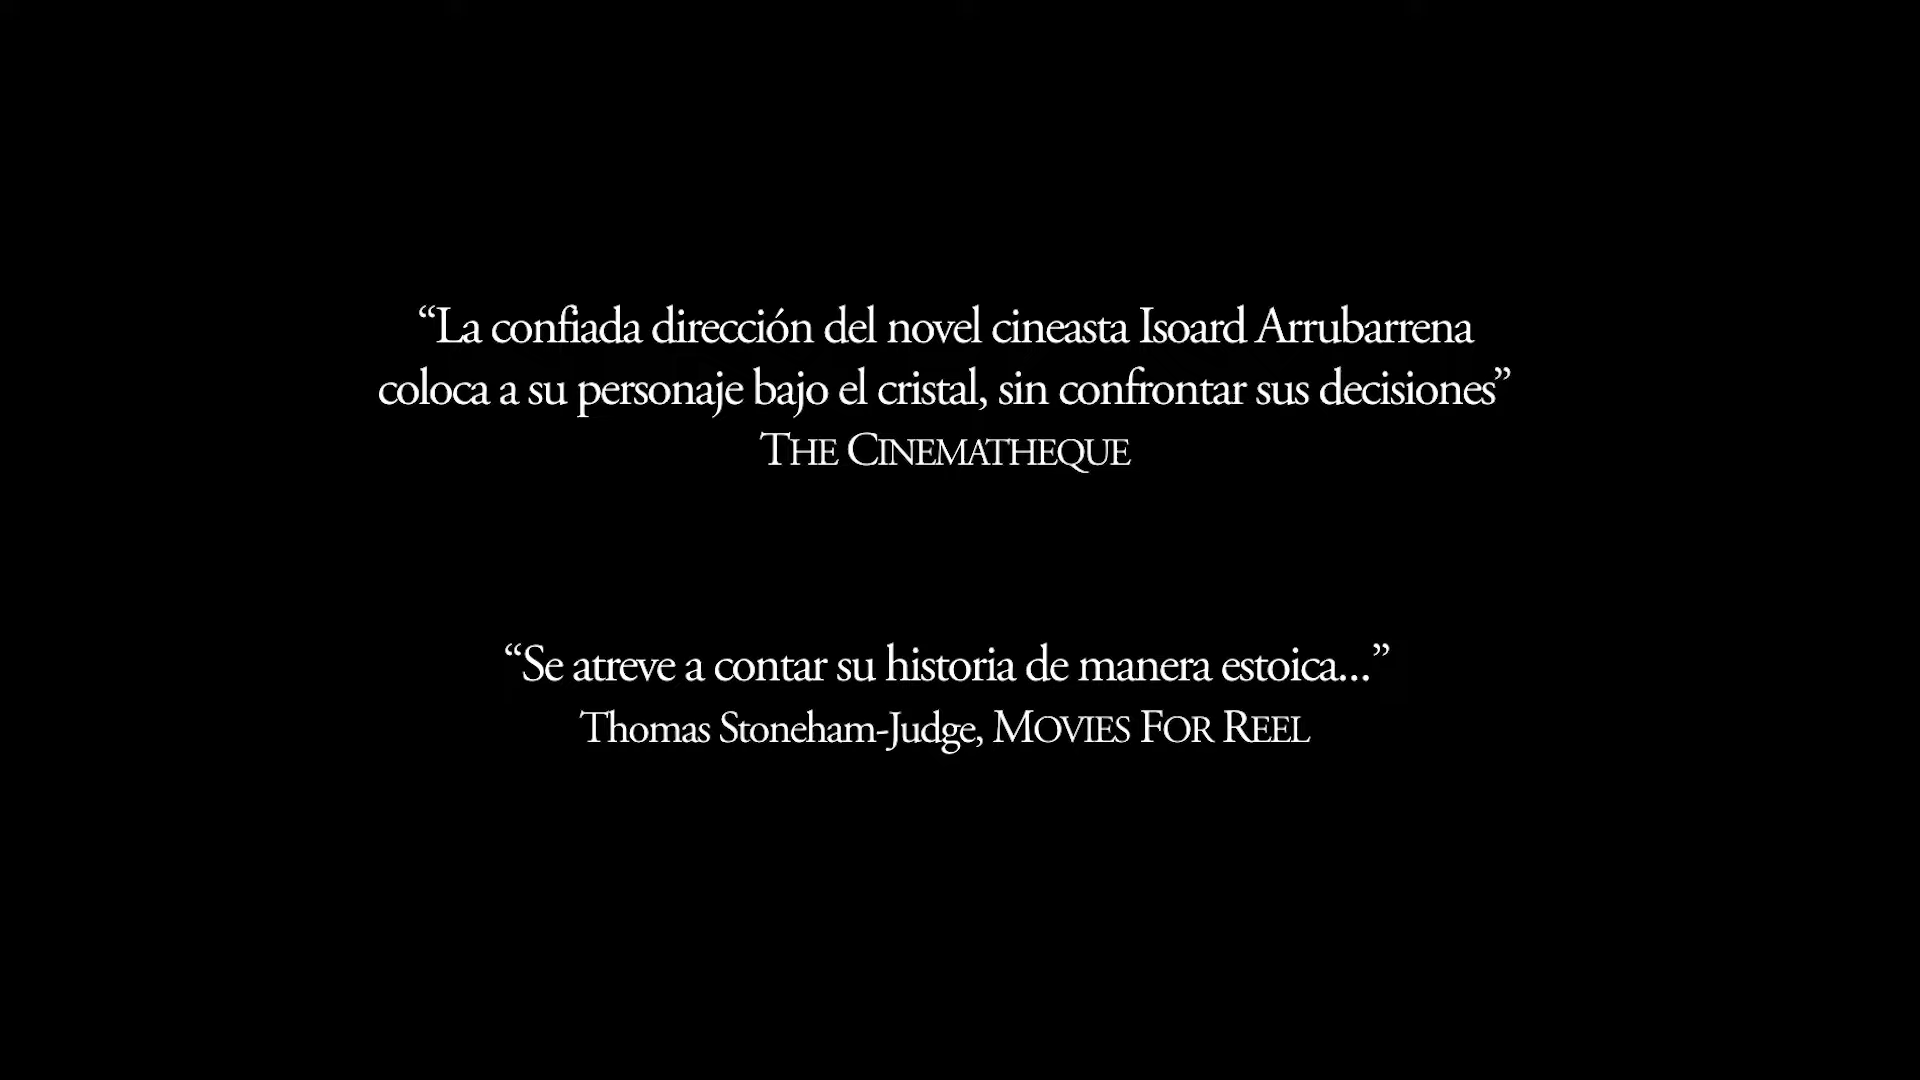 “La confiada dirección del novel cineasta Isoard Arrubarrena
coloca a su personaje bajo el cristal, sin confrontar sus decisiones”
THE CINEMATHEQUE
“Se atreve a contar su historia de manera estoica...”
Thomas Stoneham-Judge, MOVIES FOR REEL